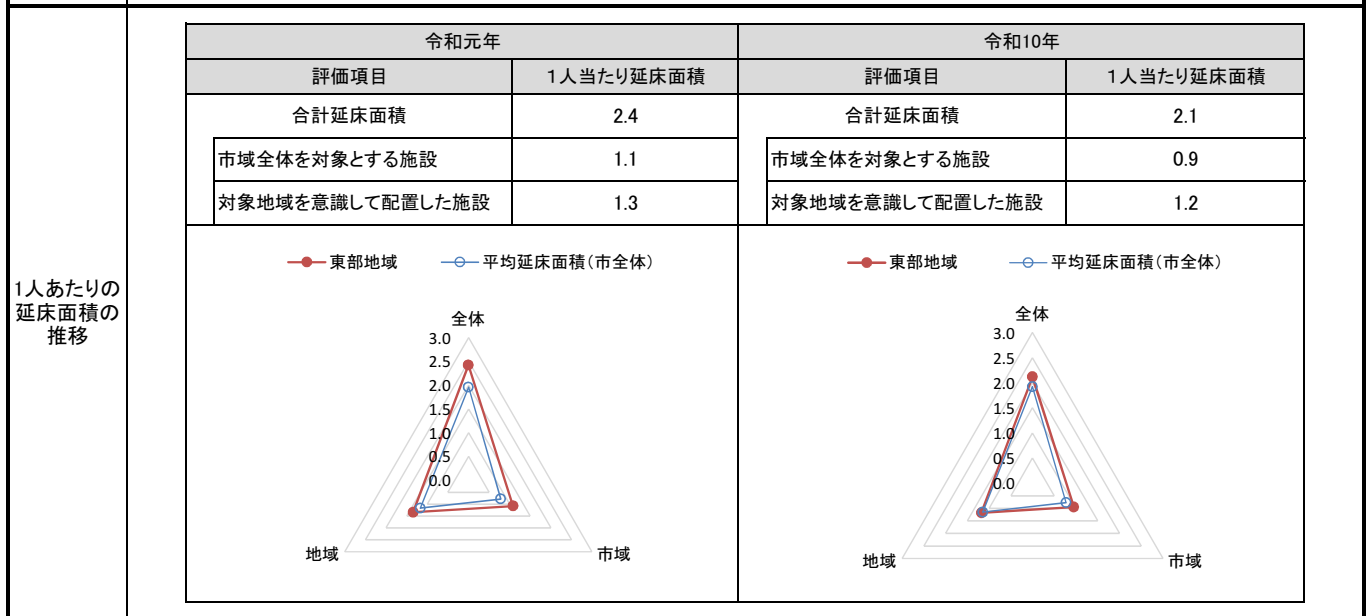 1人あたりの
延床面積の
推移
令和元年 令和10年
評価項目 1人当たり延床面積 評価項目 1人当たり延床面積
合計延床面積 2.4 合計延床面積 2.1
市域全体を対象とする施設 1.1 市域全体を対象とする施設 0.9
対象地域を意識して配置した施設 1.3 対象地域を意識して配置した施設 1.2
東部地域 平均延床面積(市全体)
全体
3.0
2.5
2.0
1.5
1.0
0.5
0.0
地域 市域
東部地域 平均延床面積(市全体)
全体
3.0
2.5
2.0
1.5
1.0
0.5
0.0
地域 市域